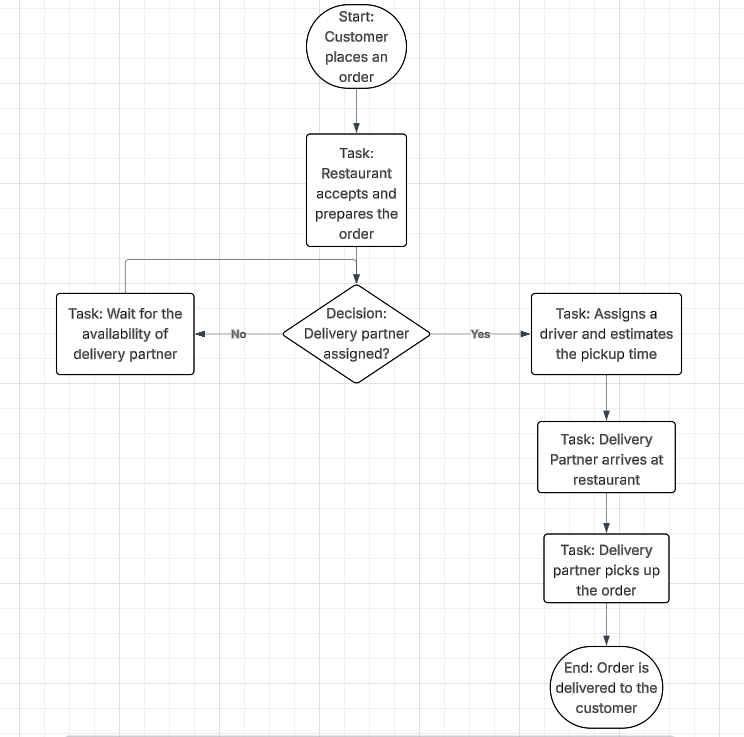 Start:
Customer
places an
order
Task:
Restaurant
accepts and
prepares the
order
Task: Wait for the
availability of
delivery partner
No
Decision:
Delivery partner
assigned?
Yes
Task: Assigns a
driver and estimates
the pickup time
Task: Delivery
Partner arrives at
restaurant
Task: Delivery
partner picks up
the order
End: Order is
delivered to the
customer